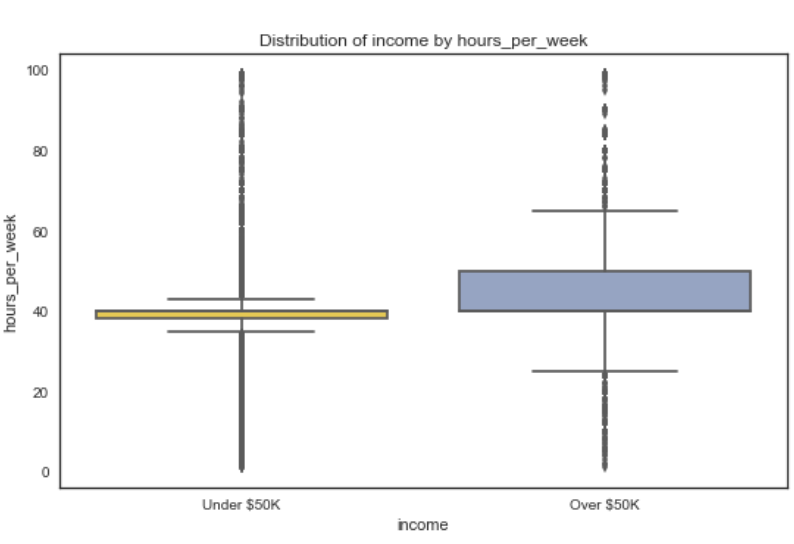 Distribution of income by hours_per_week
hours_per_week
100
80
60
40
20
0
Under $50K
Over $50K
income